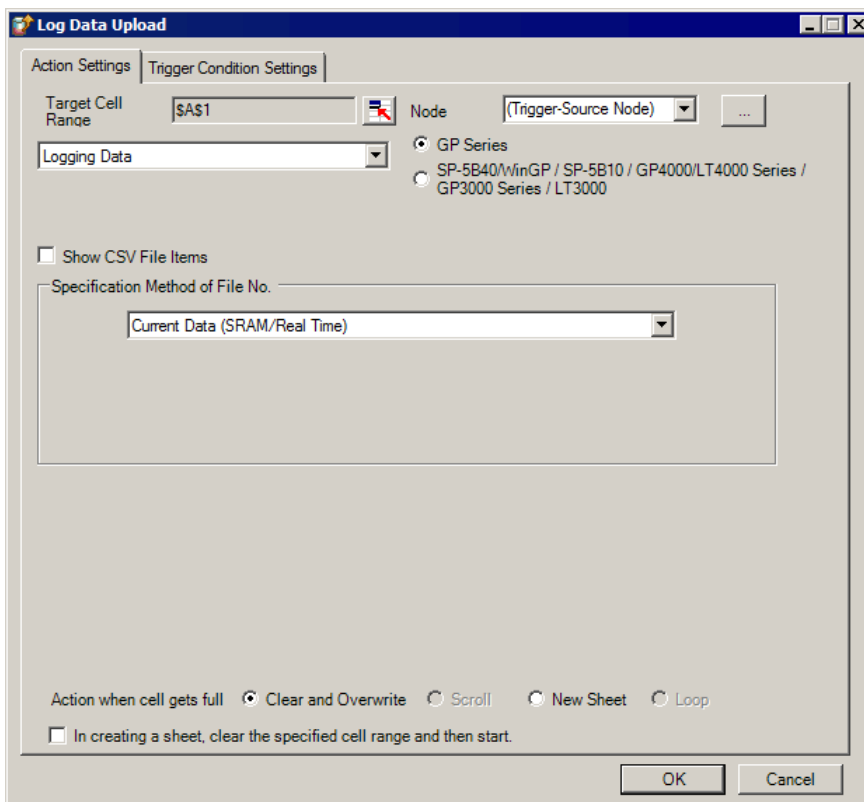 Log Data Upload
Action Settings
Trigger Condition Settings
Target Cell
Range
$A$1
Node
(Trigger-Source Node)
...
Logging Data
GP Series
SP-5B40/WinGP / SP-5B10 / GP4000/LT4000 Series /
GP3000 Series / LT3000
Show CSV File Items
Specification Method of File No.
Current Data (SRAM/Real Time)
Action when cell gets full
Clear and Overwrite
Scroll
New Sheet
Loop
In creating a sheet, clear the specified cell range and then start.
OK
Cancel